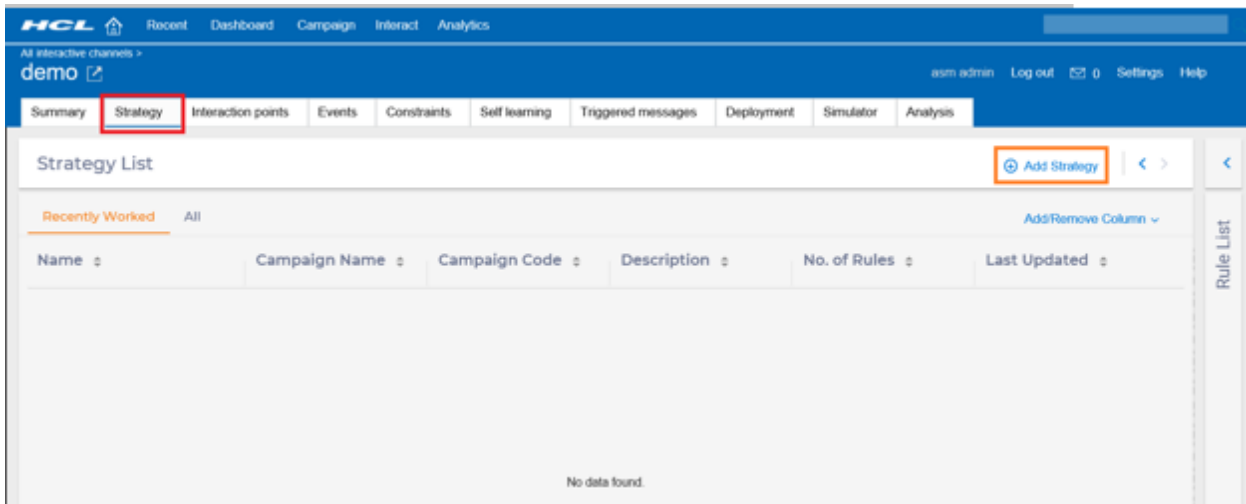 HCL Recent Dashboard Campaign Interact Analytics
All interactive channels >
demo asm admin Log out 0 Settings Help
Summary Strategy Interaction points Events Constraints Self learning Triggered messages Deployment Simulator Analysis
Strategy List Add Strategy < > <
Recently Worked All Add/Remove Column
Name Campaign Name Campaign Code Description No. of Rules Last Updated
Rule List
No data found.